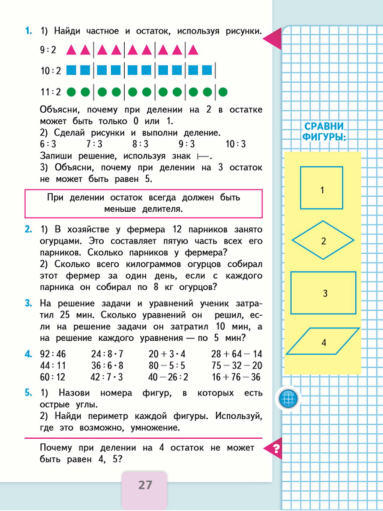 1. 1) Найди частное и остаток, используя рисунки.
9 : 2
10 : 2
11 : 2
Объясни, почему при делении на 2 в остатке
может быть только 0 или 1.
2) Сделай рисунки и выполни деление.
6 : 3 7 : 3 8 : 3 9 : 3 10 : 3
Запиши решение, используя знак ⊢—.
3) Объясни, почему при делении на 3 остаток
не может быть равен 5.
При делении остаток всегда должен быть
меньше делителя.
2. 1) В хозяйстве у фермера 12 парников занято
огурцами. Это составляет пятую часть всех его
парников. Сколько парников у фермера?
2) Сколько всего килограммов огурцов собирал
этот фермер за один день, если с каждого
парника он собирал по 8 кг огурцов?
3. На решение задачи и уравнений ученик затра-
тил 25 мин. Сколько уравнений он решил, ес-
ли на решение задачи он затратил 10 мин, а
на решение каждого уравнения — по 5 мин?
4. 92 : 46 24 : 8 · 7 20 + 3 · 4 28 + 64 − 14
44 : 11 36 : 6 · 8 80 − 5 : 5 75 − 32 − 20
60 : 12 42 : 7 · 3 40 − 26 : 2 16 + 76 − 36
5. 1) Назови номера фигур, в которых есть
острые углы.
2) Найди периметр каждой фигуры. Используй,
где это возможно, умножение.
Почему при делении на 4 остаток не может
быть равен 4, 5?
?
27
СРАВНИ
ФИГУРЫ:
1
2
3
4